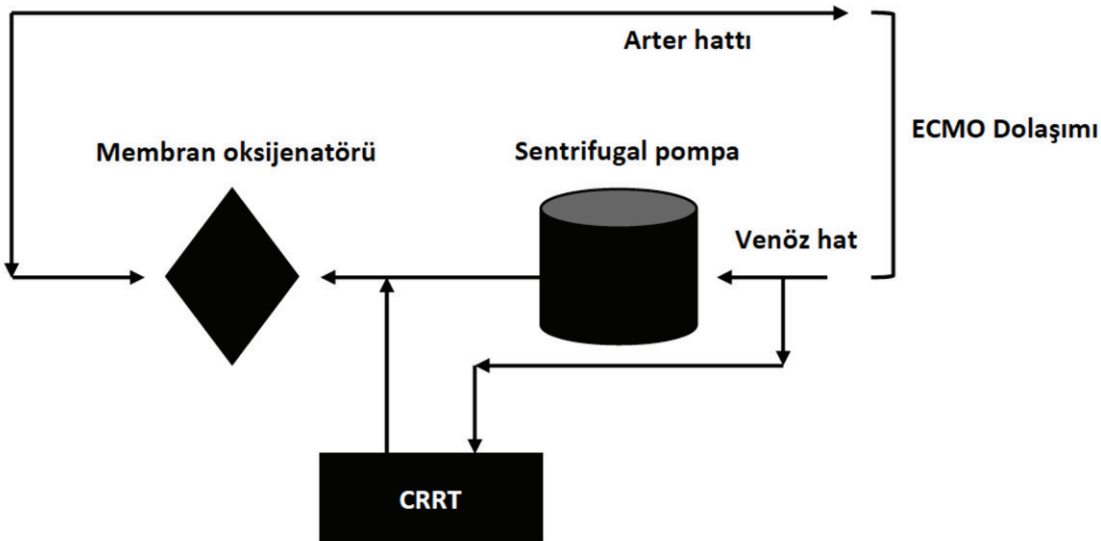 Arter hattı
ECMO Dolaşımı
Membran oksijenatörü
Sentrifugal pompa
Venöz hat
CRRT